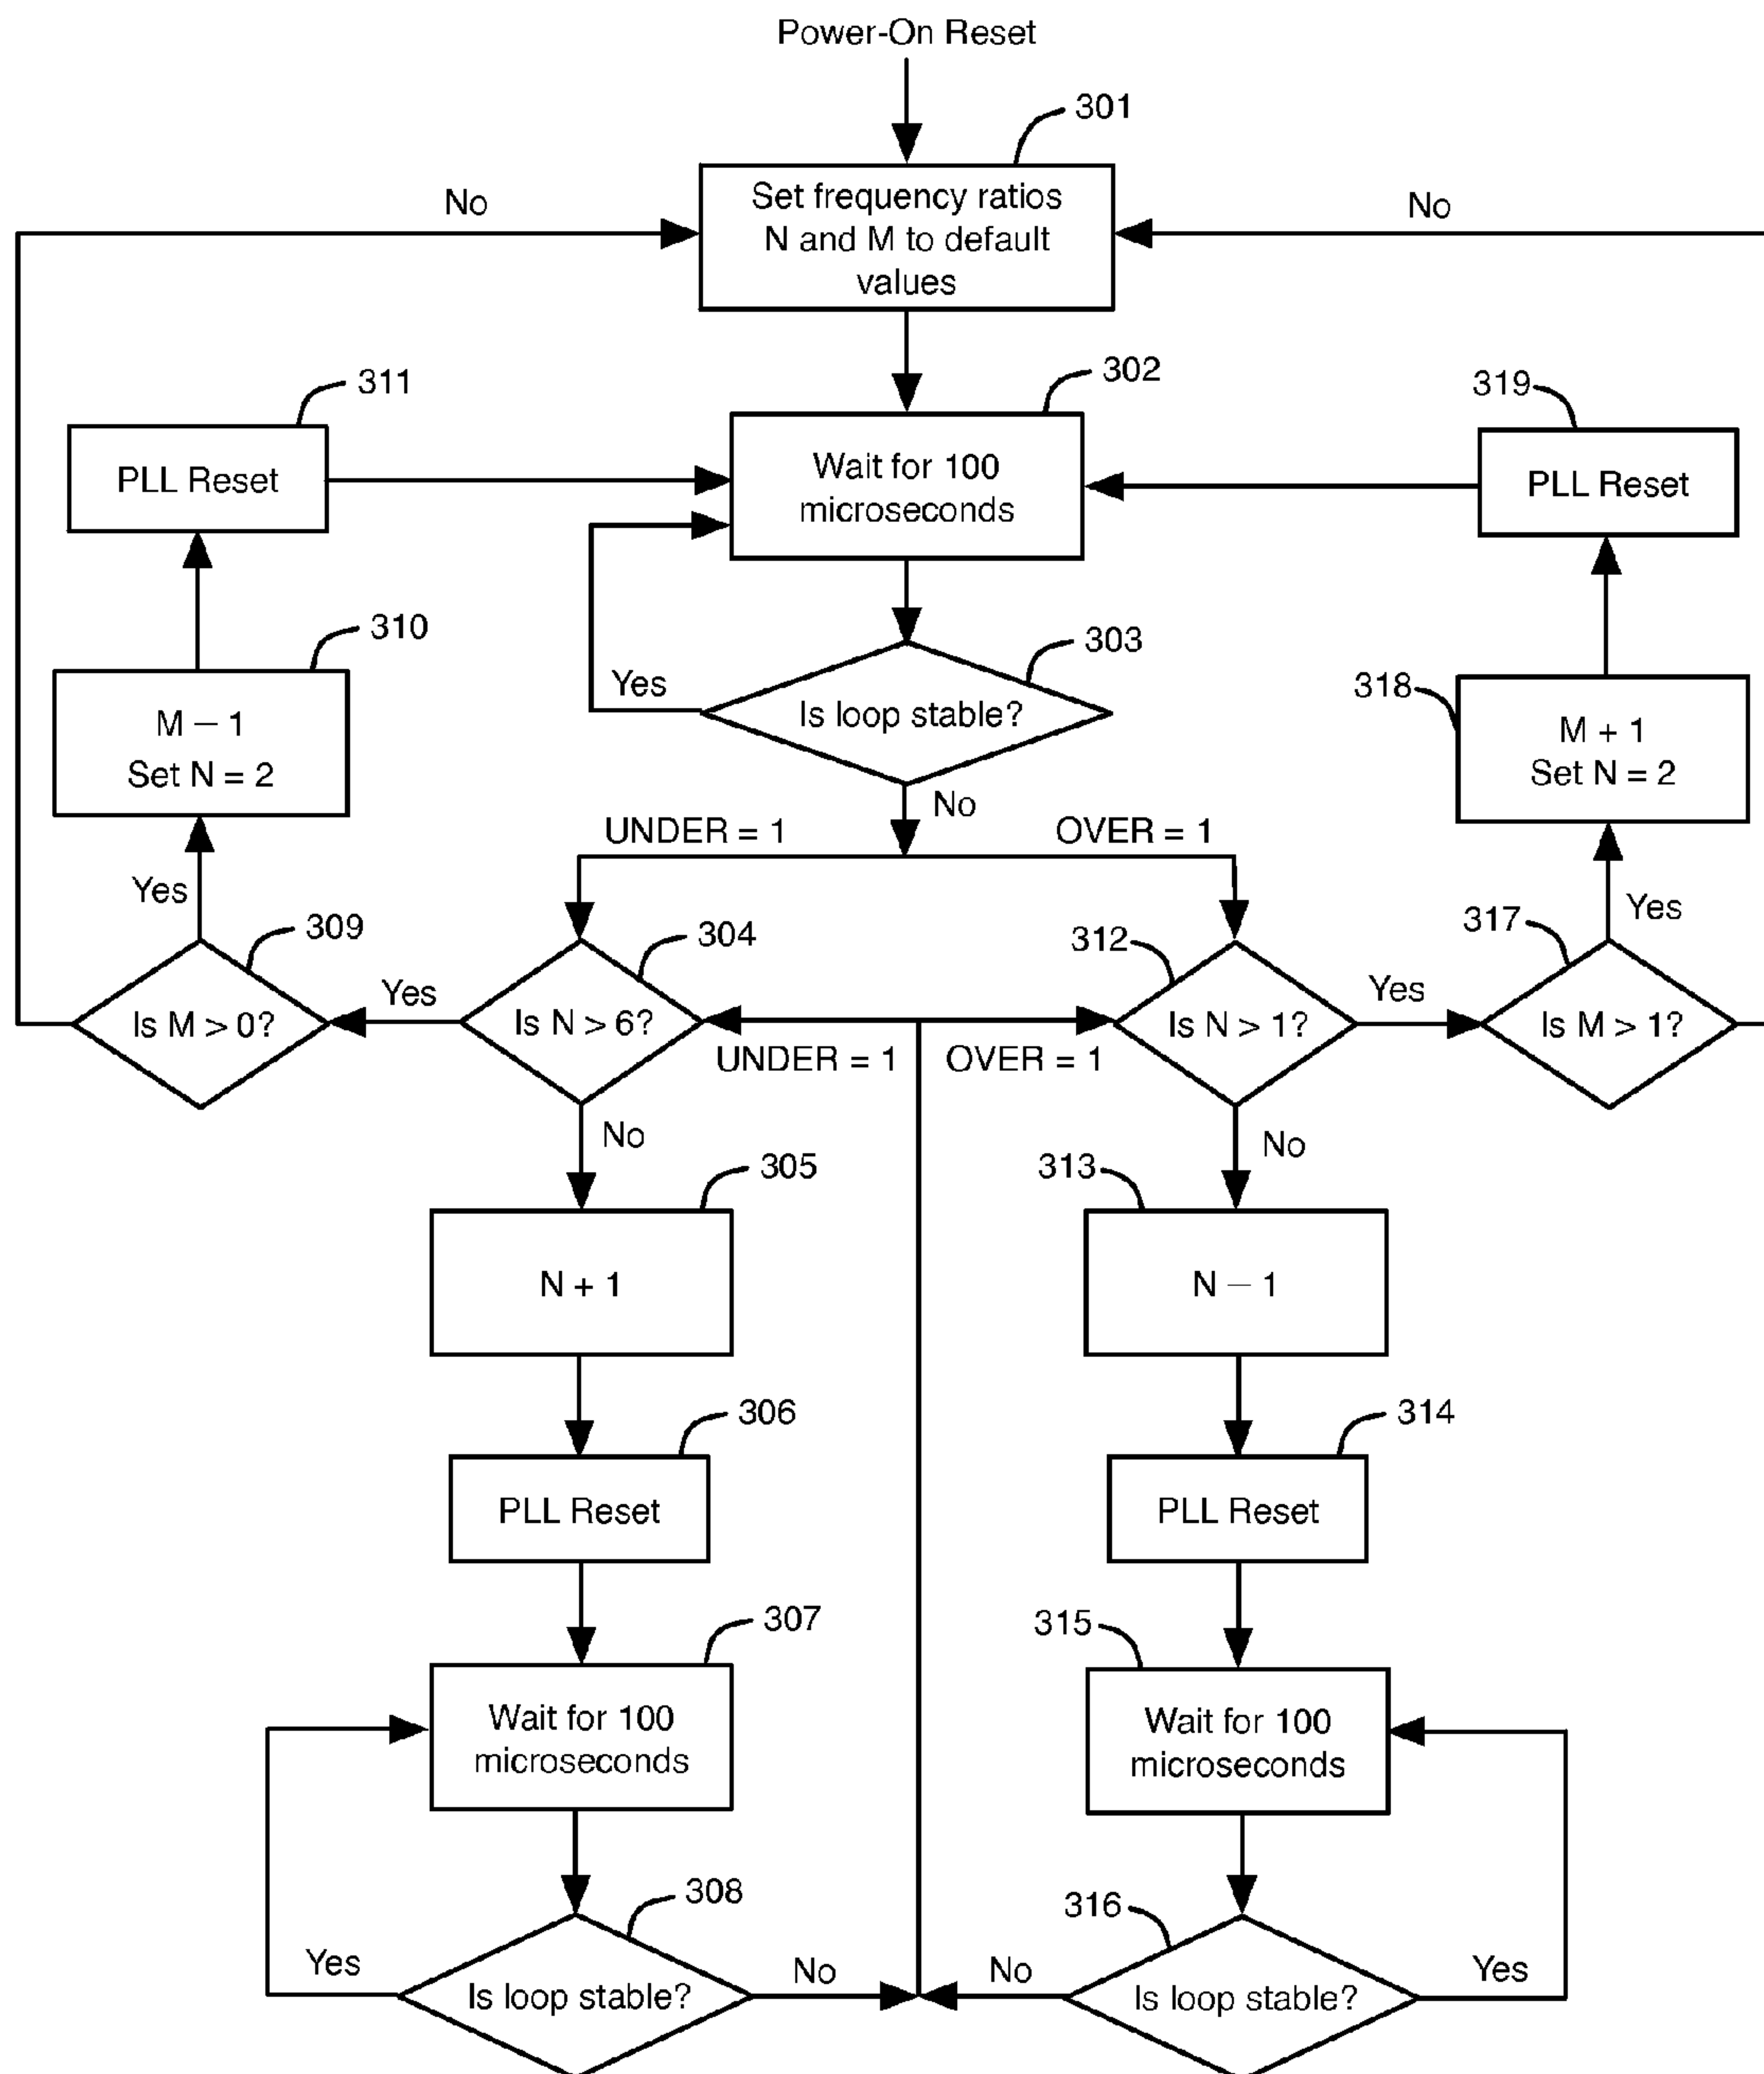 Power-On Reset
301
No
Set frequency ratios
N and M to default
values
No
302
311
319
Wait for 100
microseconds
PLL Reset
PLL Reset
310
303
318
Yes
Is loop stable?
M – 1
Set N = 2
M + 1
Set N = 2
No
UNDER = 1
OVER = 1
Yes
Yes
309
304
312
317
Is M > 0?
Yes
Is N > 6?
Is N > 1?
Yes
Is M > 1?
UNDER = 1
OVER = 1
No
No
305
313
N + 1
N – 1
306
314
PLL Reset
PLL Reset
307
315
Wait for 100
microseconds
Wait for 100
microseconds
308
316
Yes
Is loop stable?
No
No
Is loop stable?
Yes